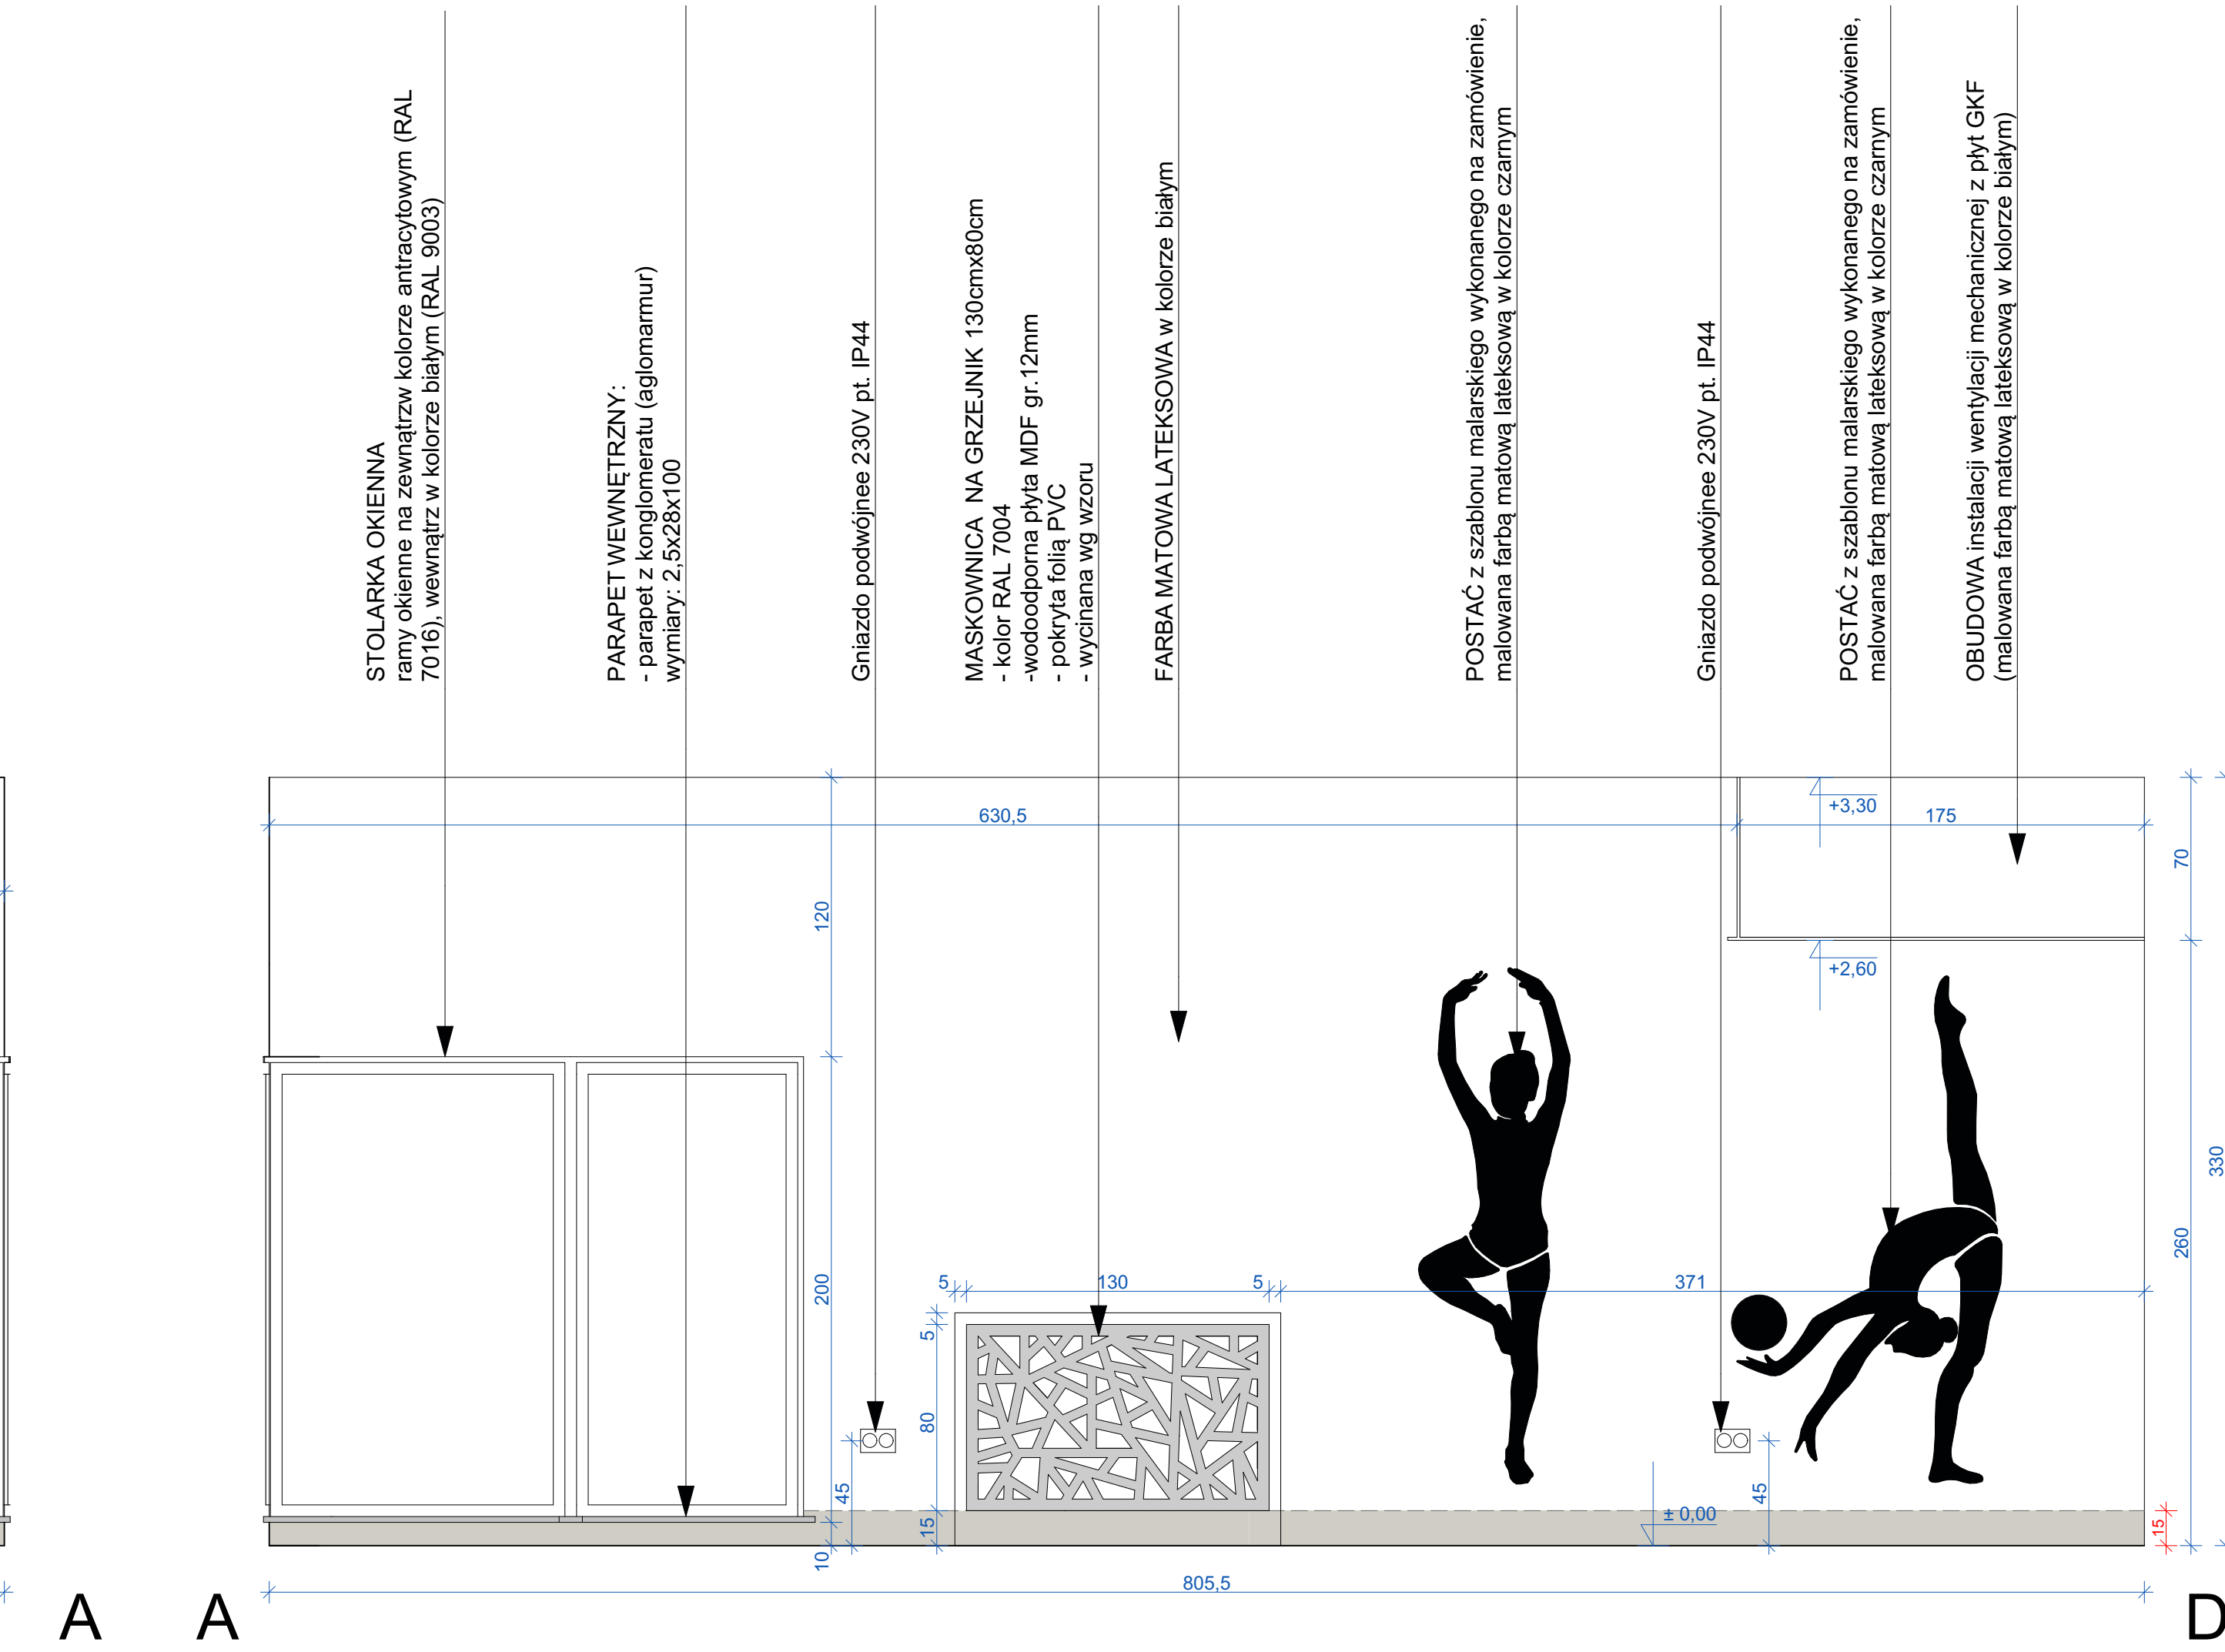 STOLARKA OKIENNA
ramy okienne na zewnątrzw kolorze antracytowym (RAL
7016), wewnątrz w kolorze białym (RAL 9003)
PARAPET WEWNĘTRZNY:
- parapet z konglomeratu (aglomarmur)
wymiary: 2,5x28x100
Gniazdo podwójnee 230V pt. IP44
MASKOWNICA NA GRZEJNIK 130cmx80cm
- kolor RAL 7004
-wodoodporna płyta MDF gr.12mm
- pokryta folią PVC
- wycinana wg wzoru
FARBA MATOWA LATEKSOWA w kolorze białym
POSTAĆ z szablonu malarskiego wykonanego na zamówienie,
malowana farbą matową lateksową w kolorze czarnym
Gniazdo podwójnee 230V pt. IP44
POSTAĆ z szablonu malarskiego wykonanego na zamówienie,
malowana farbą matową lateksową w kolorze czarnym
OBUDOWA instalacji wentylacji mechanicznej z płyt GKF
(malowana farbą matową lateksową w kolorze białym)
630,5
+3,30
175
70
120
+2,60
330
260
200
5
130
5
371
5
80
45
45
15
± 0,00
15
10
805,5
A
A
D